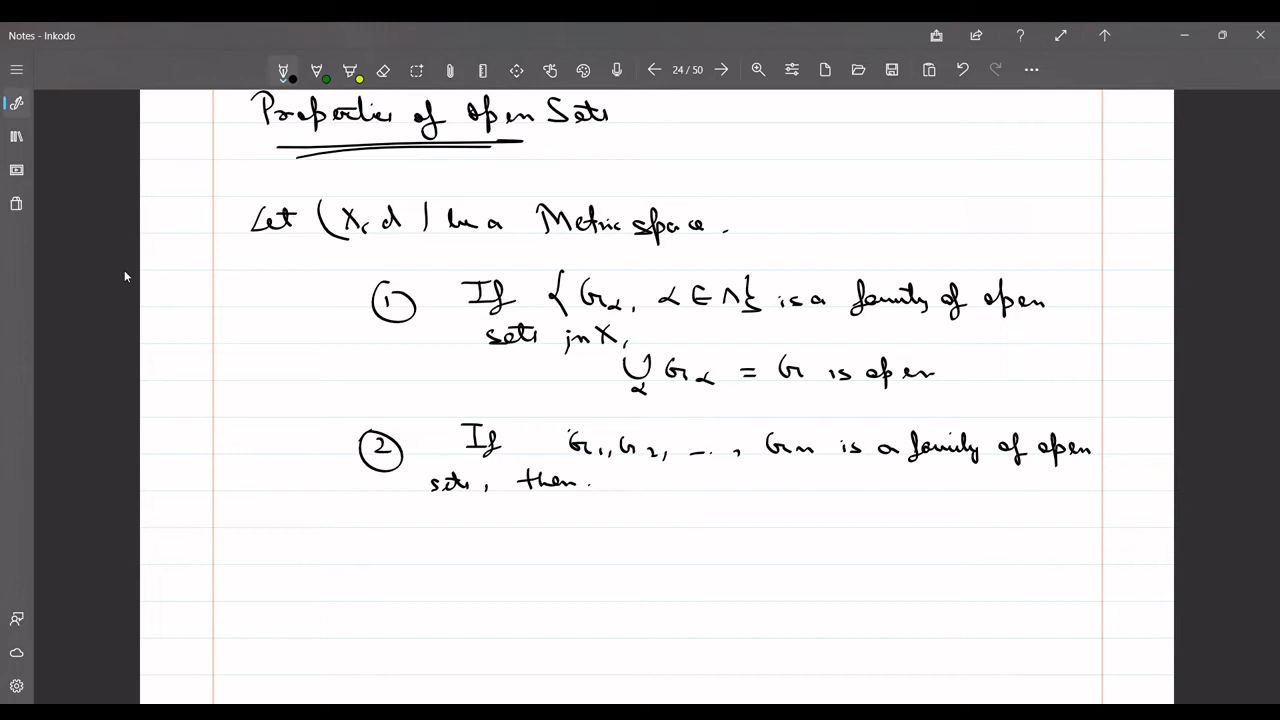 Notes - Inkodo
24 / 50
Properties of open Sets
Let (X, d) be a Metric space.
① If {Gα, α ∈ Λ} is a family of open
sets in X,
⋃α Gα = G is open
② If G1, G2, ..., Gn is a family of open
sets, then.